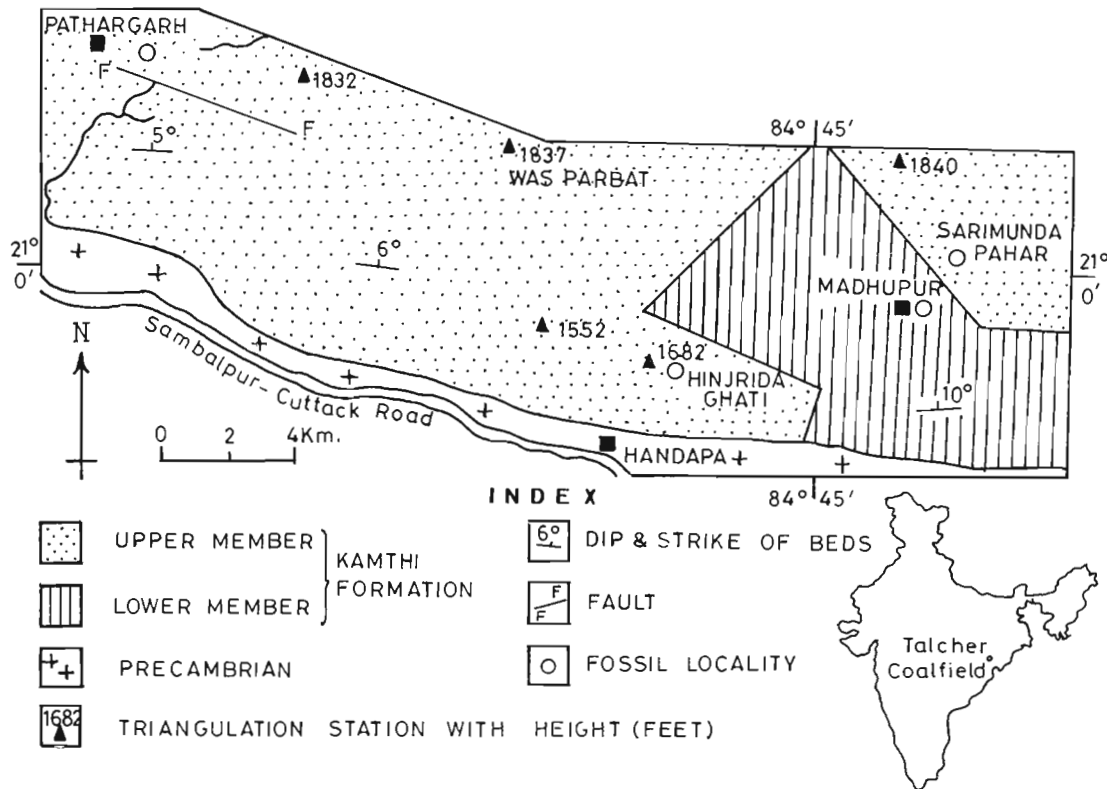 PATHARGARH
F
F
1832
5°
84° 45'
1837
WAS PARBAT
1840
SARIMUNDA
PAHAR
21°
0'
6°
21°
0'
MADHUPUR
N
1552
1682
HINJRIDA
GHATI
10°
Sambalpur-Cuttack Road
0 2 4Km.
HANDAPA
84° 45'
INDEX
UPPER MEMBER
LOWER MEMBER
KAMTHI
FORMATION
PRECAMBRIAN
1682 TRIANGULATION STATION WITH HEIGHT (FEET)
6° DIP & STRIKE OF BEDS
F
F
FAULT
FOSSIL LOCALITY
Talcher
Coalfield